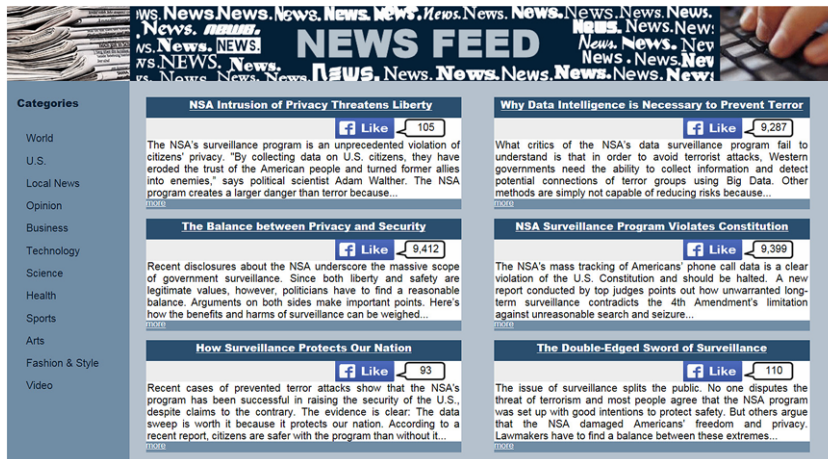 NEWS FEED
Categories
World
U.S.
Local News
Opinion
Business
Technology
Science
Health
Sports
Arts
Fashion & Style
Video
NSA Intrusion of Privacy Threatens Liberty
Like 105
The NSA's surveillance program is an unprecedented violation of
citizens' privacy. "By collecting data on U.S. citizens, they have
eroded the trust of the American people and turned former allies
into enemies," says political scientist Adam Walther. The NSA
program creates a larger danger than terror because...
more
Why Data Intelligence is Necessary to Prevent Terror
Like 9,287
What critics of the NSA's data surveillance program fail to
understand is that in order to avoid terrorist attacks, Western
governments need the ability to collect information and detect
potential connections of terror groups using Big Data. Other
methods are simply not capable of reducing risks because...
more
The Balance between Privacy and Security
Like 9,412
Recent disclosures about the NSA underscore the massive scope
of government surveillance. Since both liberty and safety are
legitimate values, however, politicians have to find a reasonable
balance. Arguments on both sides make important points. Here's
how the benefits and harms of surveillance can be weighed...
more
NSA Surveillance Program Violates Constitution
Like 9,399
The NSA's mass tracking of Americans' phone call data is a clear
violation of the U.S. Constitution and should be halted. A new
report conducted by top judges points out how unwarranted long-
term surveillance contradicts the 4th Amendment's limitation
against unreasonable search and seizure...
more
How Surveillance Protects Our Nation
Like 93
Recent cases of prevented terror attacks show that the NSA's
program has been successful in raising the security of the U.S.,
despite claims to the contrary. The evidence is clear: The data
sweep is worth it because it protects our nation. According to a
recent report, citizens are safer with the program than without it...
more
The Double-Edged Sword of Surveillance
Like 110
The issue of surveillance splits the public. No one disputes the
threat of terrorism and most people agree that the NSA program
was set up with good intentions to protect safety. But others argue
that the NSA damaged Americans' freedom and privacy.
Lawmakers have to find a balance between these extremes...
more